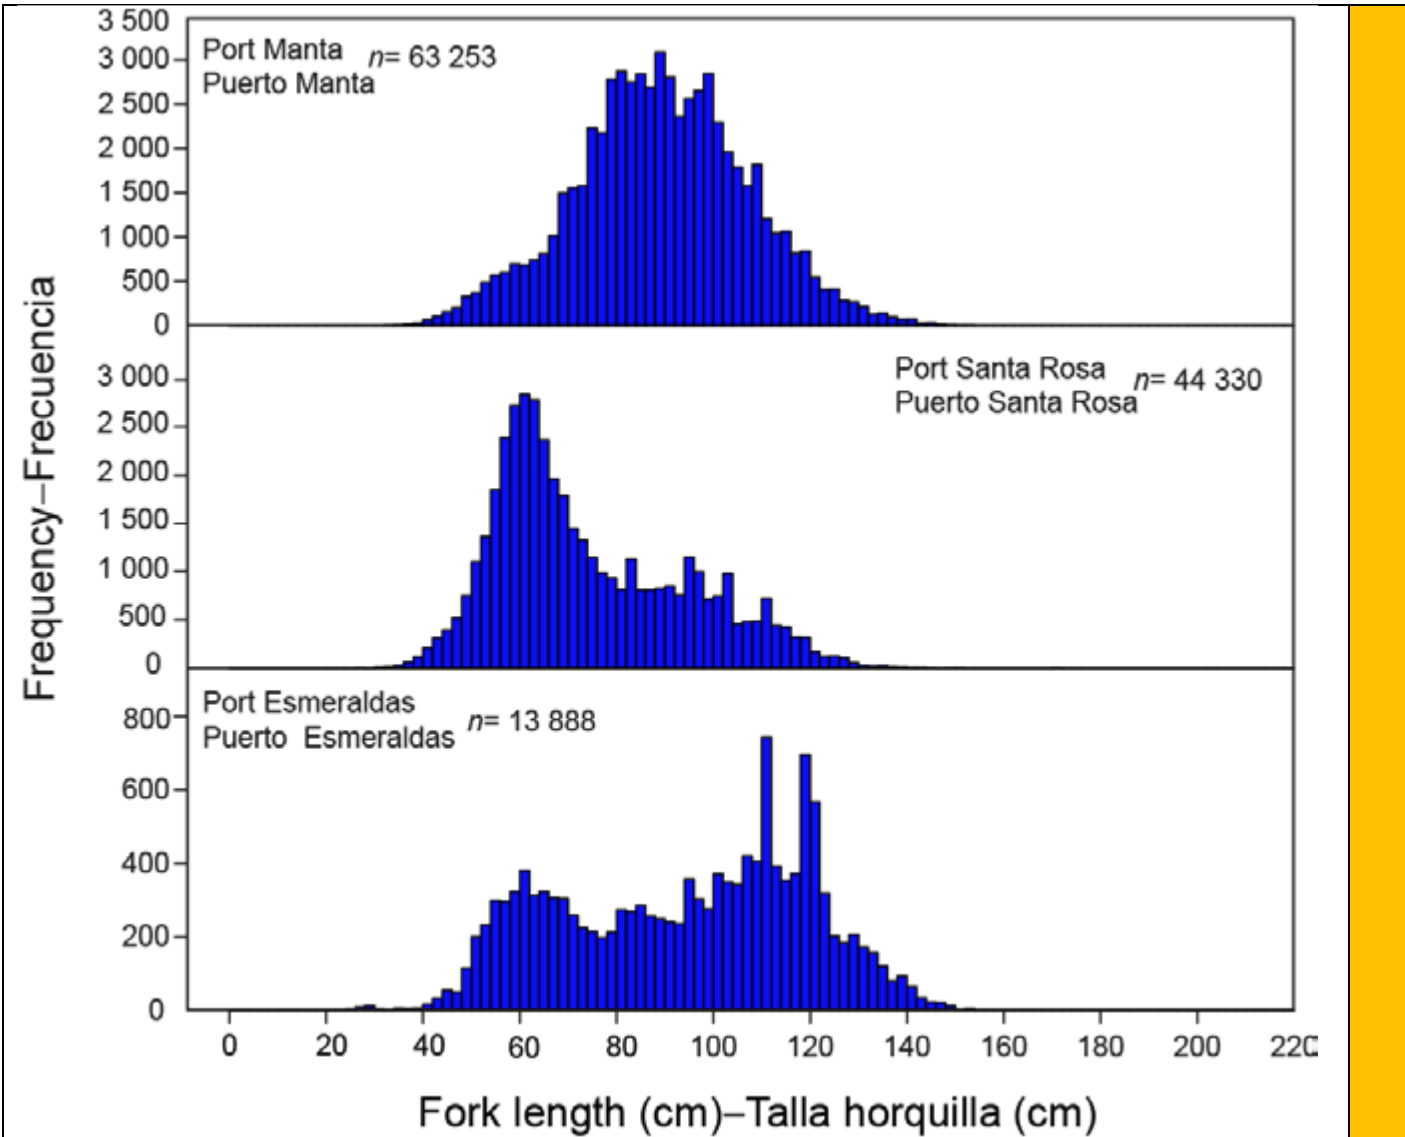 Frequency–Frecuencia
3 500
3 000
2 500
2 000
1 500
1 000
500
0
Port Manta
Puerto Manta
n= 63 253
3 000
2 500
2 000
1 500
1 000
500
0
Port Santa Rosa
Puerto Santa Rosa
n= 44 330
800
600
400
200
0
Port Esmeraldas
Puerto Esmeraldas
n= 13 888
0 20 40 60 80 100 120 140 160 180 200 220
Fork length (cm)–Talla horquilla (cm)